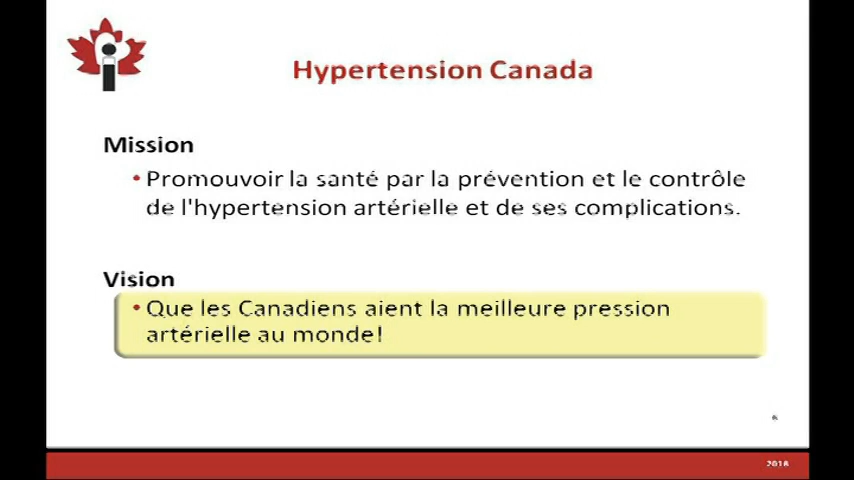 Hypertension Canada
Mission
• Promouvoir la santé par la prévention et le contrôle
de l'hypertension artérielle et de ses complications.
Vision
• Que les Canadiens aient la meilleure pression
artérielle au monde!
2016